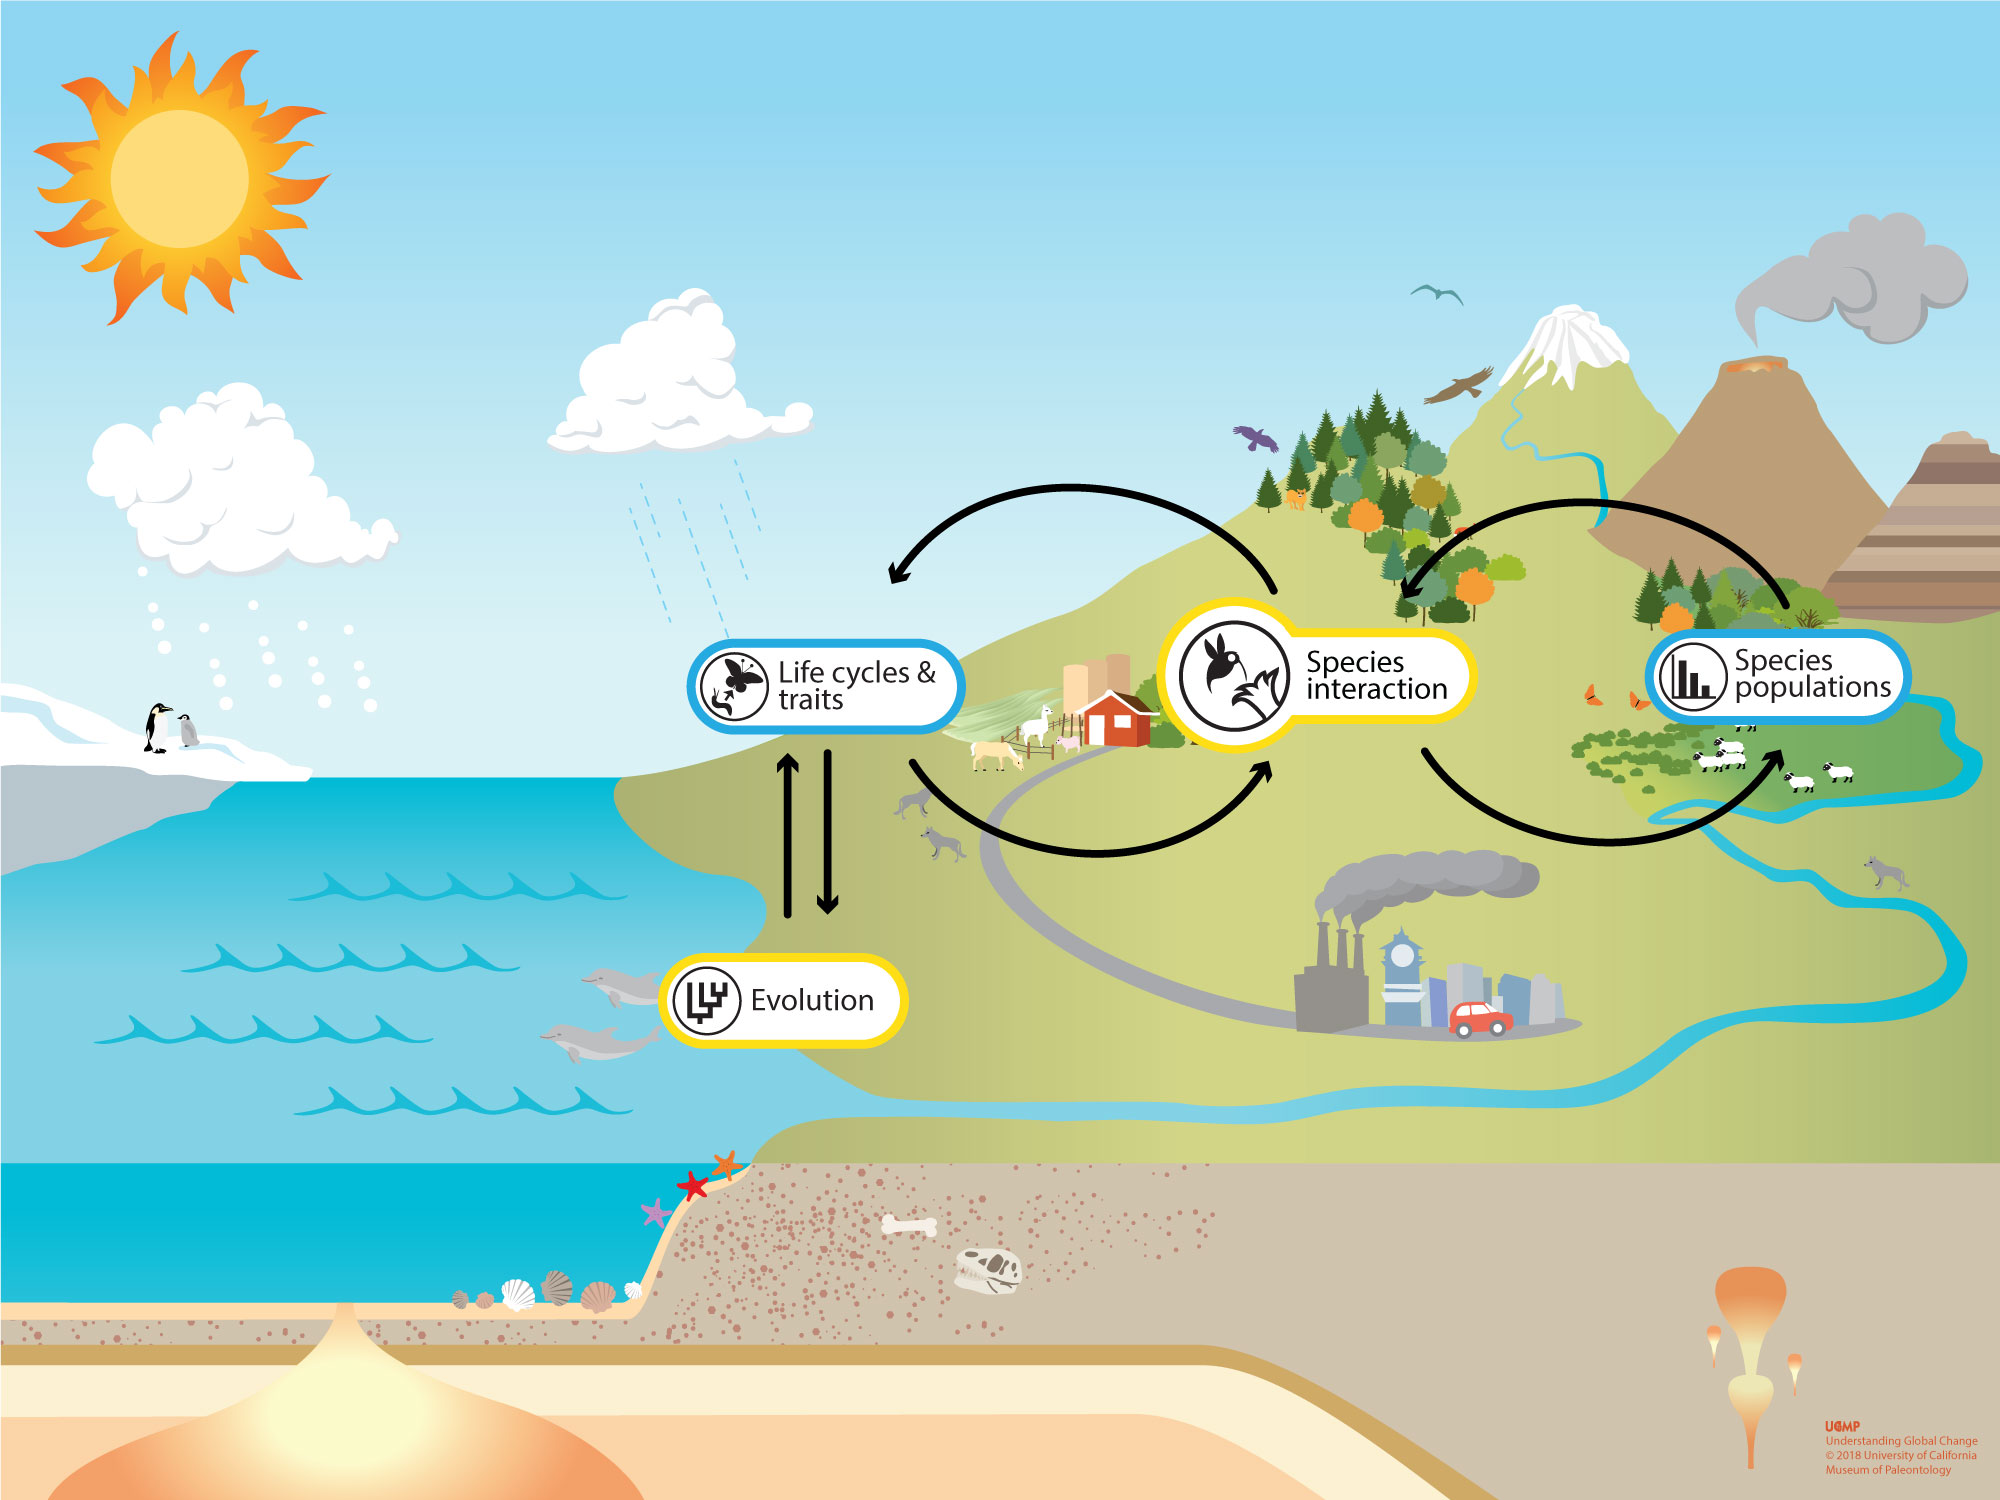 Life cycles &
traits
Species
interaction
Species
populations
Evolution
UCMP
Understanding Global Change
© 2018 University of California
Museum of Paleontology